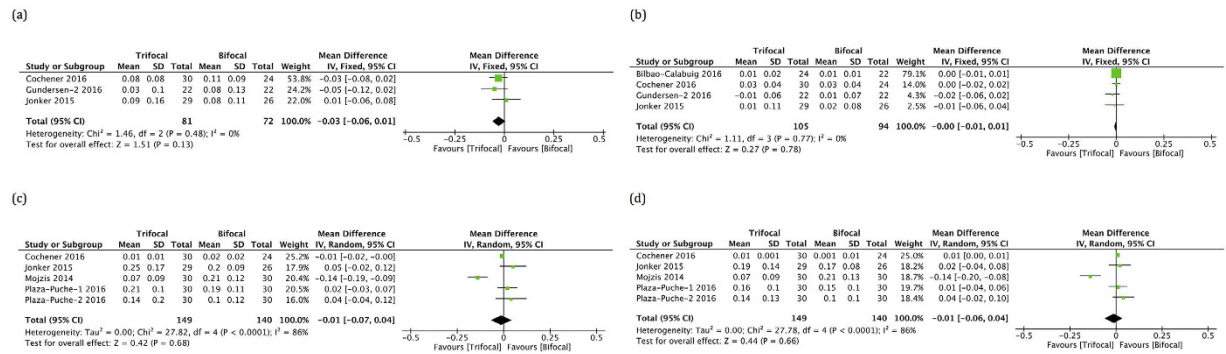 (a)
Trifocal Bifocal Mean Difference Mean Difference
Study or Subgroup Mean SD Total Mean SD Total Weight IV, Fixed, 95% CI IV, Fixed, 95% CI
Cochener 2016 0.08 0.08 30 0.11 0.09 24 53.8% -0.03 [-0.08, 0.02]
Gundersen-2 2016 0.03 0.1 22 0.08 0.13 22 24.2% -0.05 [-0.12, 0.02]
Jonker 2015 0.09 0.16 29 0.08 0.11 26 22.0% 0.01 [-0.06, 0.08]
Total (95% CI) 81 72 100.0% -0.03 [-0.06, 0.01]
Heterogeneity: Chi² = 1.46, df = 2 (P = 0.48); I² = 0%
Test for overall effect: Z = 1.51 (P = 0.13)
-0.5 -0.25 0 0.25 0.5
Favours [Trifocal] Favours [Bifocal]
(b)
Trifocal Bifocal Mean Difference Mean Difference
Study or Subgroup Mean SD Total Mean SD Total Weight IV, Fixed, 95% CI IV, Fixed, 95% CI
Bilbao-Calabuig 2016 0.01 0.02 24 0.01 0.01 22 79.1% 0.00 [-0.01, 0.01]
Cochener 2016 0.03 0.04 30 0.03 0.04 24 14.0% 0.00 [-0.02, 0.02]
Gundersen-2 2016 -0.01 0.06 22 0.01 0.07 22 4.3% -0.02 [-0.06, 0.02]
Jonker 2015 0.01 0.11 29 0.02 0.08 26 2.5% -0.01 [-0.06, 0.04]
Total (95% CI) 105 94 100.0% -0.00 [-0.01, 0.01]
Heterogeneity: Chi² = 1.11, df = 3 (P = 0.77); I² = 0%
Test for overall effect: Z = 0.27 (P = 0.78)
-0.5 -0.25 0 0.25 0.5
Favours [Trifocal] Favours [Bifocal]
(c)
Trifocal Bifocal Mean Difference Mean Difference
Study or Subgroup Mean SD Total Mean SD Total Weight IV, Random, 95% CI IV, Random, 95% CI
Cochener 2016 0.01 0.01 30 0.02 0.02 24 25.2% -0.01 [-0.02, -0.00]
Jonker 2015 0.25 0.17 29 0.2 0.09 26 17.9% 0.05 [-0.02, 0.12]
Mojzis 2014 0.07 0.09 30 0.21 0.12 30 20.5% -0.14 [-0.19, -0.09]
Plaza-Puche-1 2016 0.21 0.1 30 0.19 0.11 30 20.5% 0.02 [-0.03, 0.07]
Plaza-Puche-2 2016 0.14 0.2 30 0.1 0.12 30 16.0% 0.04 [-0.04, 0.12]
Total (95% CI) 149 140 100.0% -0.01 [-0.07, 0.04]
Heterogeneity: Tau² = 0.00; Chi² = 27.82, df = 4 (P < 0.0001); I² = 86%
Test for overall effect: Z = 0.42 (P = 0.68)
-0.5 -0.25 0 0.25 0.5
Favours [Trifocal] Favours [Bifocal]
(d)
Trifocal Bifocal Mean Difference Mean Difference
Study or Subgroup Mean SD Total Mean SD Total Weight IV, Random, 95% CI IV, Random, 95% CI
Cochener 2016 0.01 0.001 30 0.001 0.01 24 25.0% 0.01 [0.00, 0.01]
Jonker 2015 0.19 0.14 29 0.17 0.08 26 18.2% 0.02 [-0.04, 0.08]
Mojzis 2014 0.07 0.09 30 0.21 0.13 30 18.7% -0.14 [-0.20, -0.08]
Plaza-Puche-1 2016 0.16 0.1 30 0.15 0.1 30 19.7% 0.01 [-0.04, 0.06]
Plaza-Puche-2 2016 0.14 0.13 30 0.1 0.1 30 18.4% 0.04 [-0.02, 0.10]
Total (95% CI) 149 140 100.0% -0.01 [-0.06, 0.04]
Heterogeneity: Tau² = 0.00; Chi² = 27.78, df = 4 (P < 0.0001); I² = 86%
Test for overall effect: Z = 0.44 (P = 0.66)
-0.5 -0.25 0 0.25 0.5
Favours [Trifocal] Favours [Bifocal]